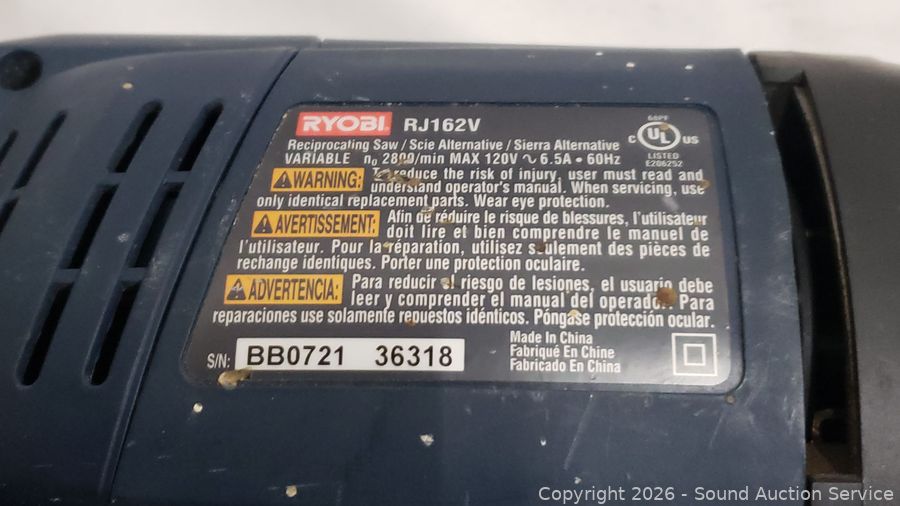 RYOBI RJ162V
68PF
C UL US
LISTED
E206252
Reciprocating Saw / Scie Alternative / Sierra Alternative
VARIABLE n₀ 2800/min MAX 120V ∿ 6.5A • 60Hz
WARNING: To reduce the risk of injury, user must read and
understand operator's manual. When servicing, use
only identical replacement parts. Wear eye protection.
AVERTISSEMENT: Afin de réduire le risque de blessures, l'utilisateur
doit lire et bien comprendre le manuel de
l'utilisateur. Pour la réparation, utilisez seulement des pièces de
rechange identiques. Porter une protection oculaire.
ADVERTENCIA: Para reducir el riesgo de lesiones, el usuario debe
leer y comprender el manual del operador. Para
reparaciones use solamente repuestos idénticos. Póngase protección ocular.
S/N: BB0721 36318
Made In China
Fabriqué En Chine
Fabricado En China
Copyright 2026 - Sound Auction Service